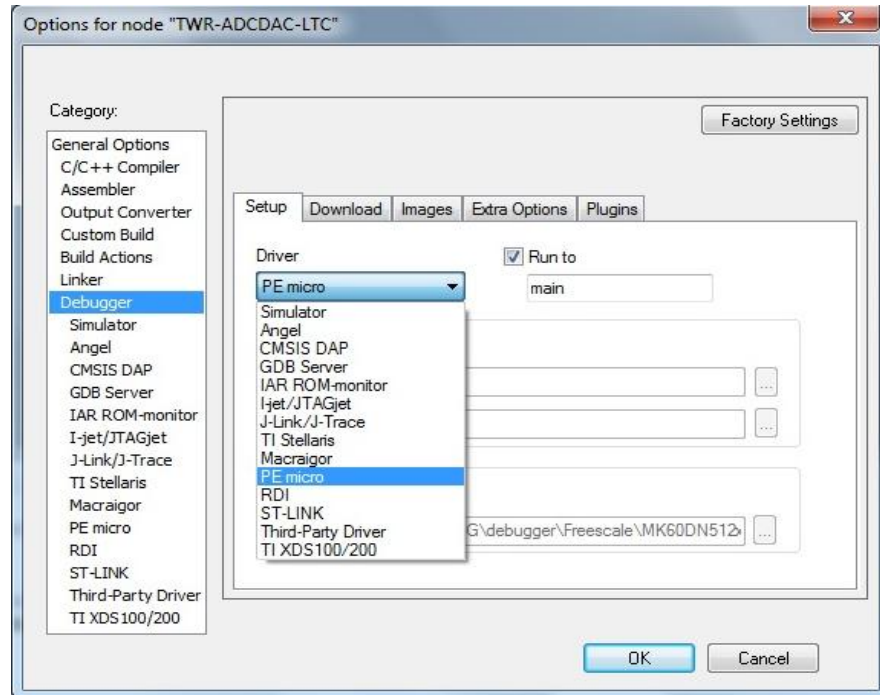 Options for node "TWR-ADCDAC-LTC"
Category:
General Options
C/C++ Compiler
Assembler
Output Converter
Custom Build
Build Actions
Linker
Debugger
Simulator
Angel
CMSIS DAP
GDB Server
IAR ROM-monitor
I-jet/JTAGjet
J-Link/J-Trace
TI Stellaris
Macraigor
PE micro
RDI
ST-LINK
Third-Party Driver
TI XDS100/200
Factory Settings
Setup Download Images Extra Options Plugins
Driver
Run to
PE micro
main
Simulator
Angel
CMSIS DAP
GDB Server
IAR ROM-monitor
I-jet/JTAGjet
J-Link/J-Trace
TI Stellaris
Macraigor
PE micro
RDI
ST-LINK
Third-Party Driver
TI XDS100/200
...
...
G\debugger\Freescale\MK60DN512x ...
OK Cancel